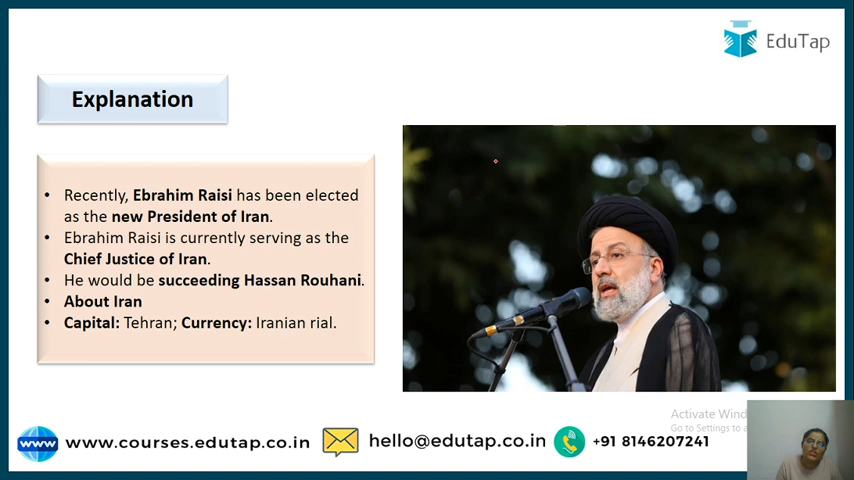 EduTap
Explanation
• Recently, Ebrahim Raisi has been elected
as the new President of Iran.
• Ebrahim Raisi is currently serving as the
Chief Justice of Iran.
• He would be succeeding Hassan Rouhani.
• About Iran
• Capital: Tehran; Currency: Iranian rial.
Activate Wind
Go to Settings to a
www www.courses.edutap.co.in hello@edutap.co.in +91 8146207241